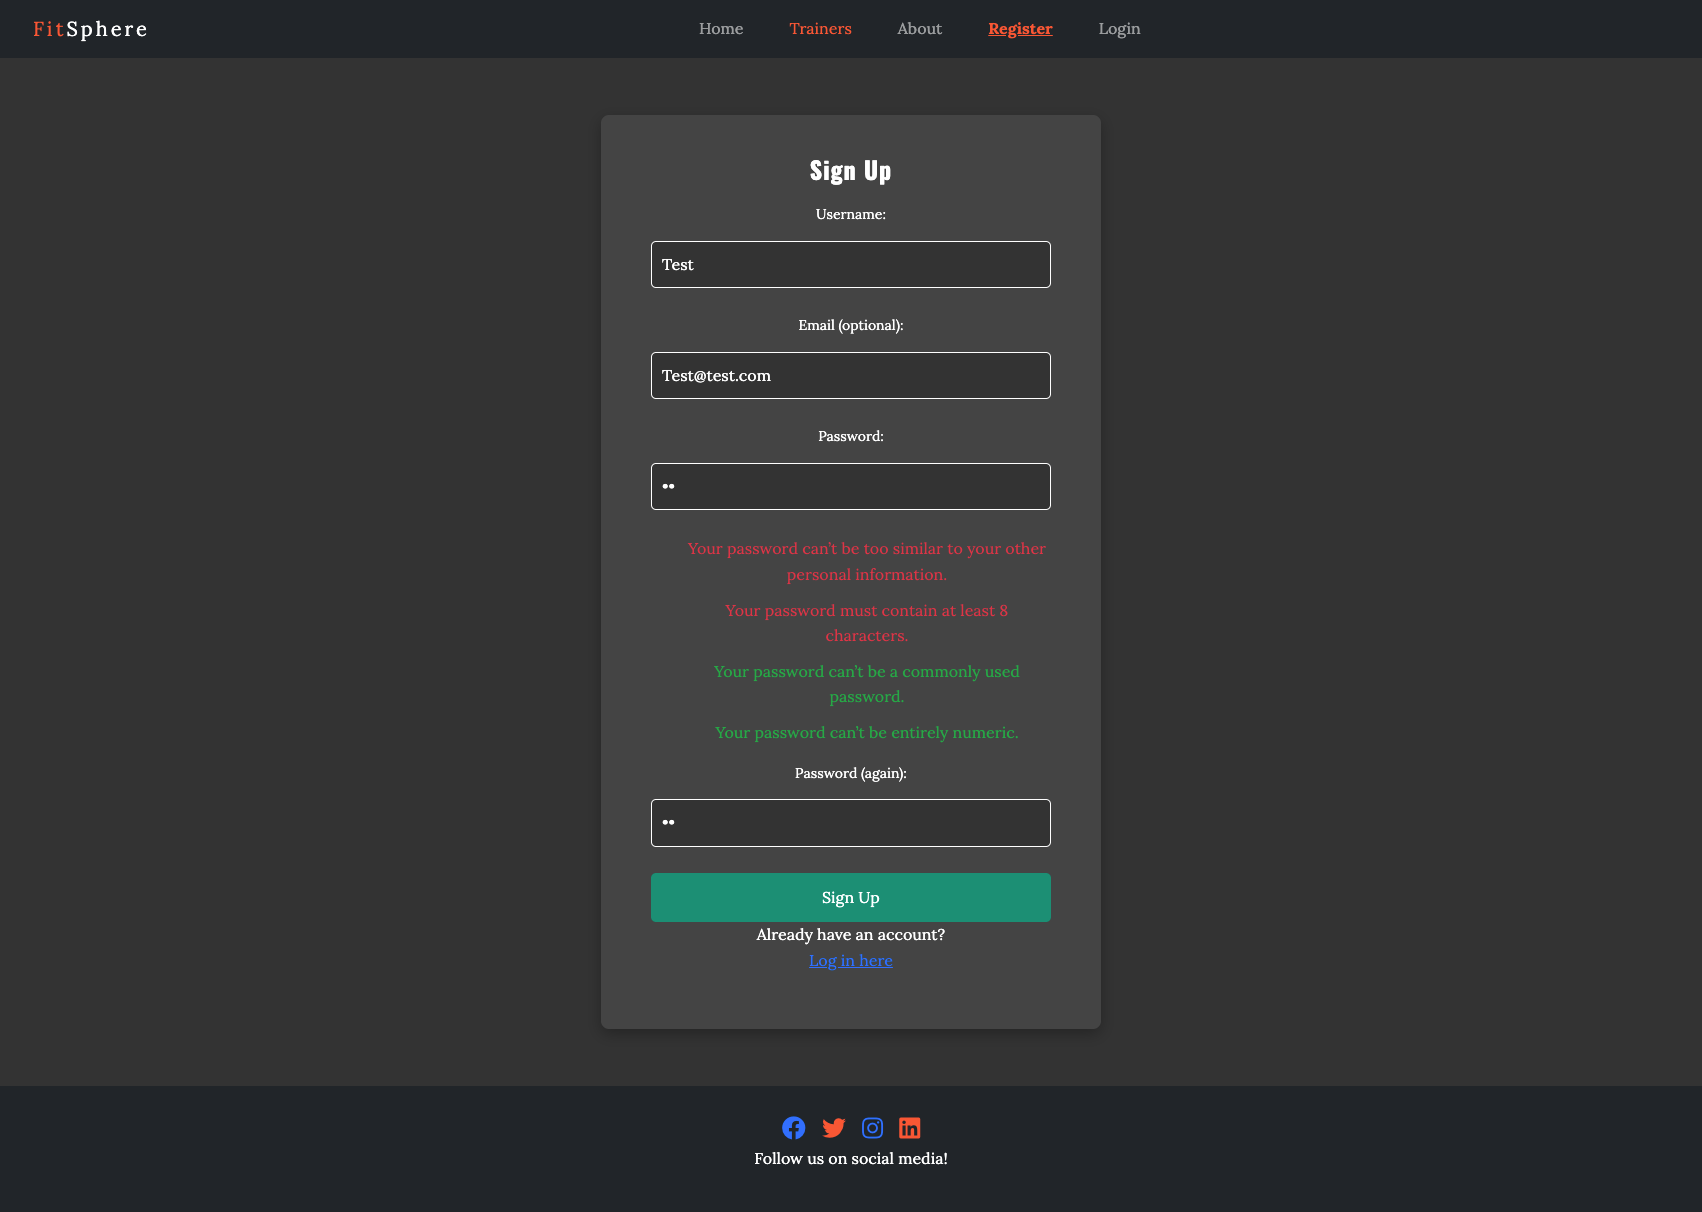 FitSphere
Home Trainers About Register Login
Sign Up
Username:
Test
Email (optional):
Test@test.com
Password:
••
Your password can’t be too similar to your other
personal information.
Your password must contain at least 8
characters.
Your password can’t be a commonly used
password.
Your password can’t be entirely numeric.
Password (again):
••
Sign Up
Already have an account?
Log in here
Follow us on social media!